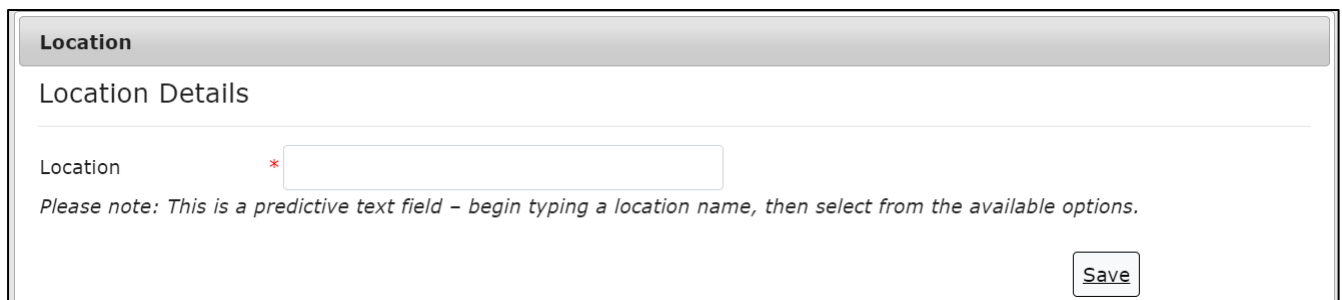 Location
Location Details
Location *
Please note: This is a predictive text field – begin typing a location name, then select from the available options.
Save